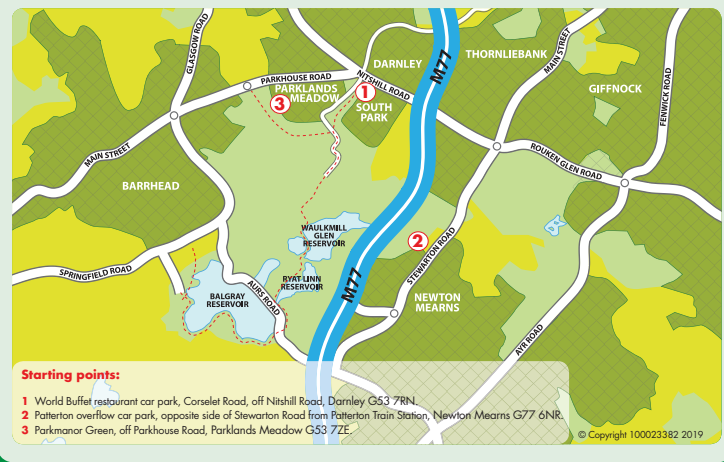 GLASGOW ROAD
M77
DARNLEY
THORNLIEBANK
MAIN STREET
PARKHOUSE ROAD
NITSHILL ROAD
PARKLANDS
MEADOW
3
1
SOUTH
PARK
GIFFNOCK
FENWICK ROAD
MAIN STREET
ROUKEN GLEN ROAD
BARRHEAD
WAULKMILL
GLEN
RESERVOIR
2
STEWARTON ROAD
SPRINGFIELD ROAD
RYAT LINN
RESERVOIR
M77
BALGRAY
RESERVOIR
AURS ROAD
NEWTON
MEARNS
AYR ROAD
Starting points:
1 World Buffet restaurant car park, Corselet Road, off Nitshill Road, Darnley G53 7RN.
2 Patterton overflow car park, opposite side of Stewarton Road from Patterton Train Station, Newton Mearns G77 6NR.
3 Parkmanor Green, off Parkhouse Road, Parklands Meadow G53 7ZE.
© Copyright 100023382 2019